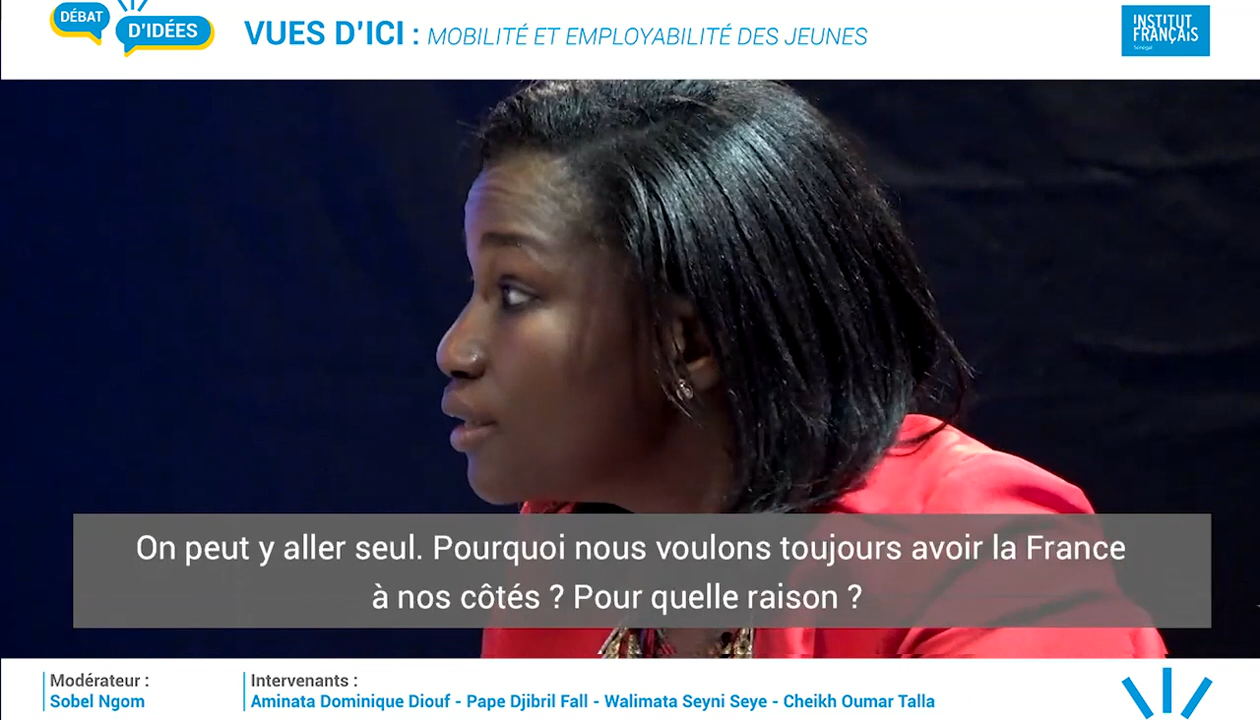 DÉBAT
D'IDÉES
VUES D'ICI : MOBILITÉ ET EMPLOYABILITÉ DES JEUNES
INSTITUT
FRANÇAIS
Sénégal
On peut y aller seul. Pourquoi nous voulons toujours avoir la France
à nos côtés ? Pour quelle raison ?
Modérateur :
Sobel Ngom
Intervenants :
Aminata Dominique Diouf - Pape Djibril Fall - Walimata Seyni Seye - Cheikh Oumar Talla